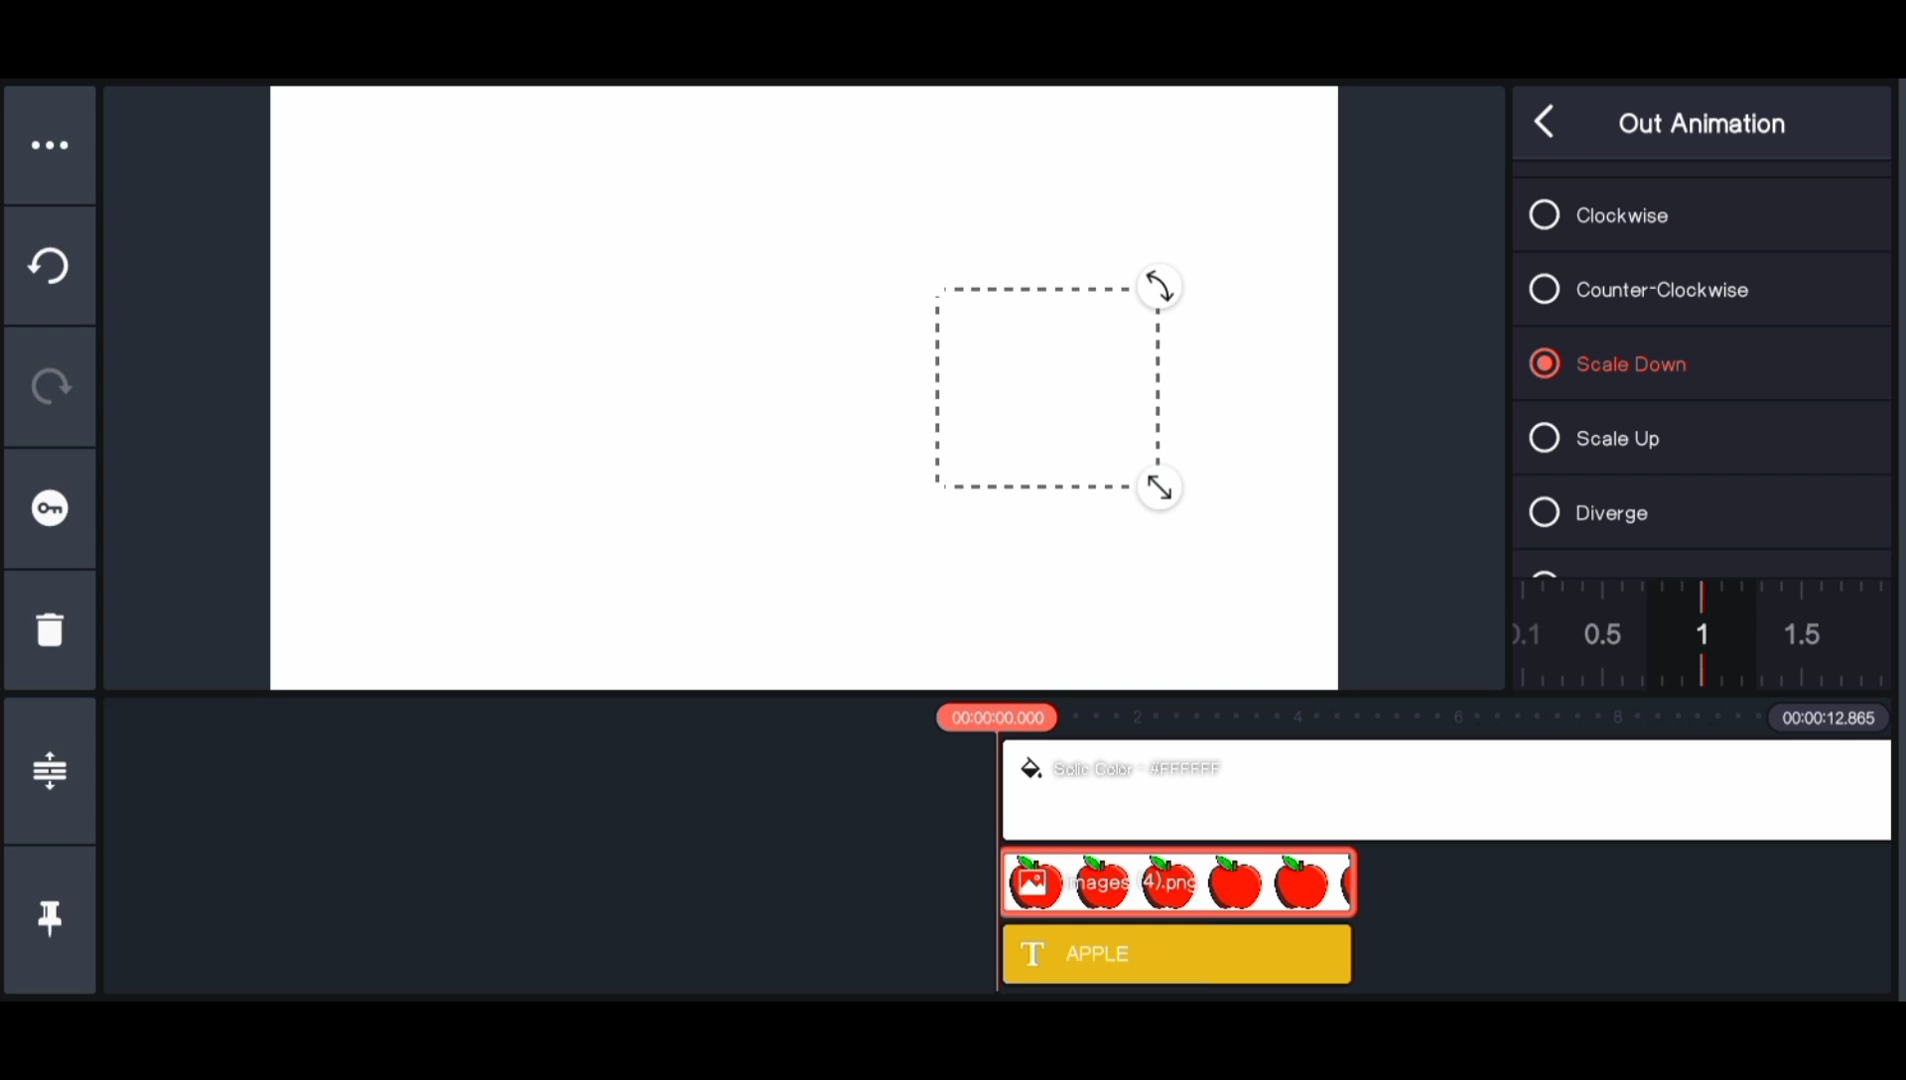 Out Animation
Clockwise
Counter-Clockwise
Scale Down
Scale Up
Diverge
0.1 0.5 1 1.5
00:00:00.000 2 4 6 8 00:00:12.865
Solid Color - #FFFFFF
images (4).png
T APPLE